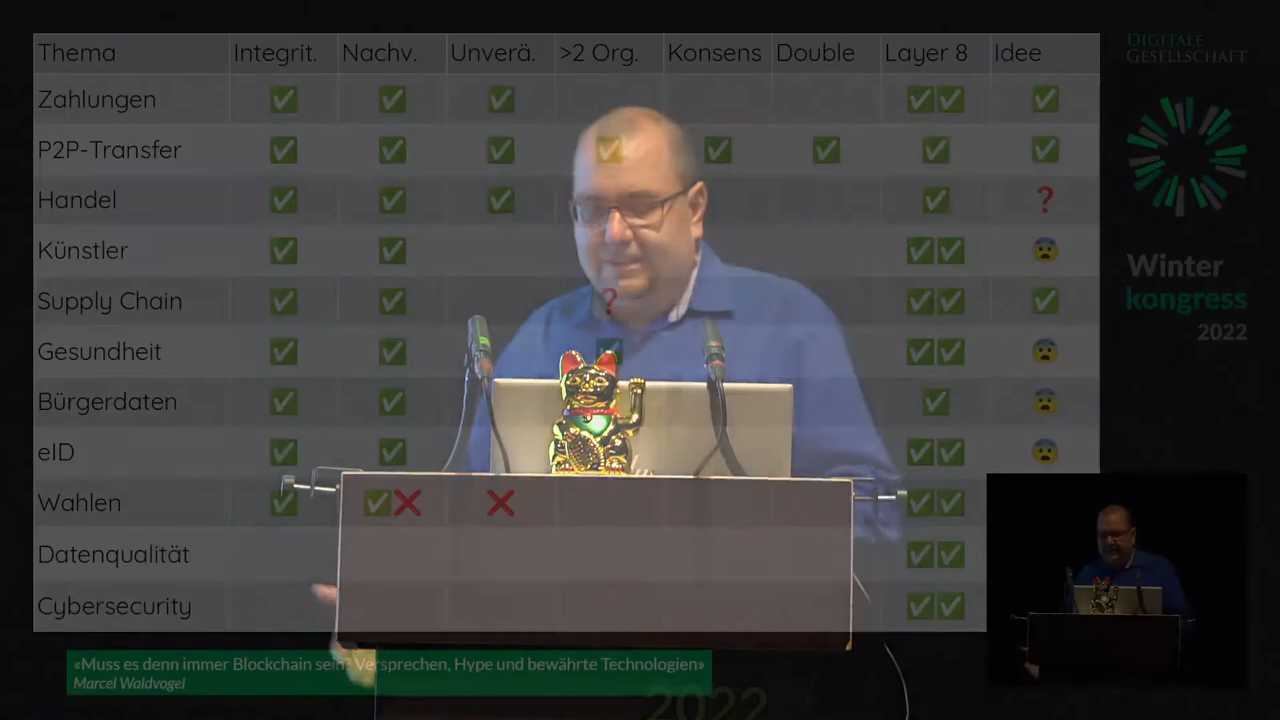 Thema Integrit. Nachv. Unverä. >2 Org. Konsens Double Layer 8 Idee
Zahlungen ✅ ✅ ✅ ✅✅ ✅
P2P-Transfer ✅ ✅ ✅ ✅ ✅ ✅ ✅ ✅
Handel ✅ ✅ ✅ ✅ ❓
Künstler ✅ ✅ ✅✅ 😨
Supply Chain ✅ ✅ ❓ ✅✅ ✅
Gesundheit ✅ ✅ ✅ ✅✅ 😨
Bürgerdaten ✅ ✅ ✅ 😨
eID ✅ ✅ ✅✅ 😨
Wahlen ✅ ✅❌ ❌ ✅✅
Datenqualität ✅✅
Cybersecurity ✅✅
DIGITALE
GESELLSCHAFT
Winter
kongress
2022
«Muss es denn immer Blockchain sein? Versprechen, Hype und bewährte Technologien»
Marcel Waldvogel
2022